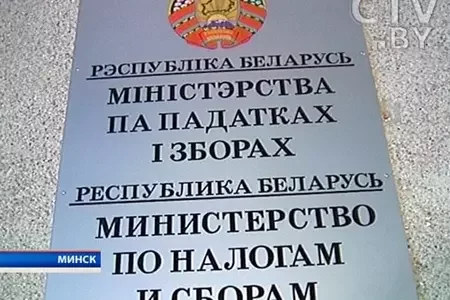 CTV
BY
РЭСПУБЛІКА БЕЛАРУСЬ
МІНІСТЭРСТВА
ПА ПАДАТКАХ
І ЗБОРАХ
РЕСПУБЛИКА БЕЛАРУСЬ
МИНИСТЕРСТВО
ПО НАЛОГАМ
И СБОРАМ
МИНСК